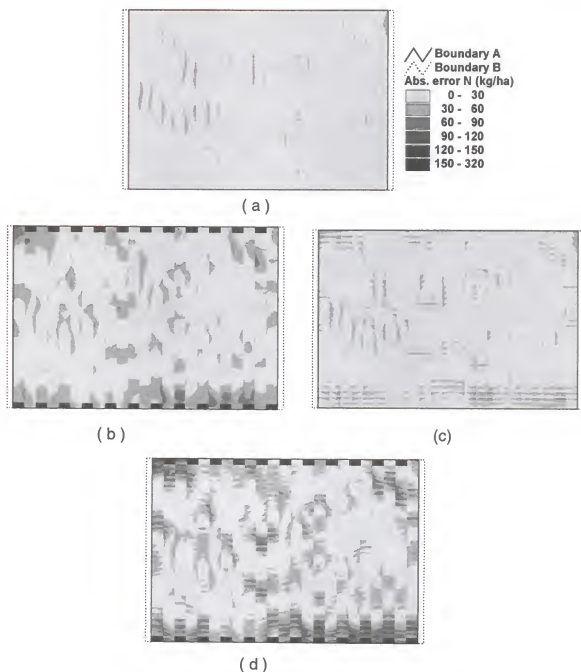 Boundary A
Boundary B
Abs. error N (kg/ha)
0 - 30
30 - 60
60 - 90
90 - 120
120 - 150
150 - 320
( a )
( b )
(c)
( d )